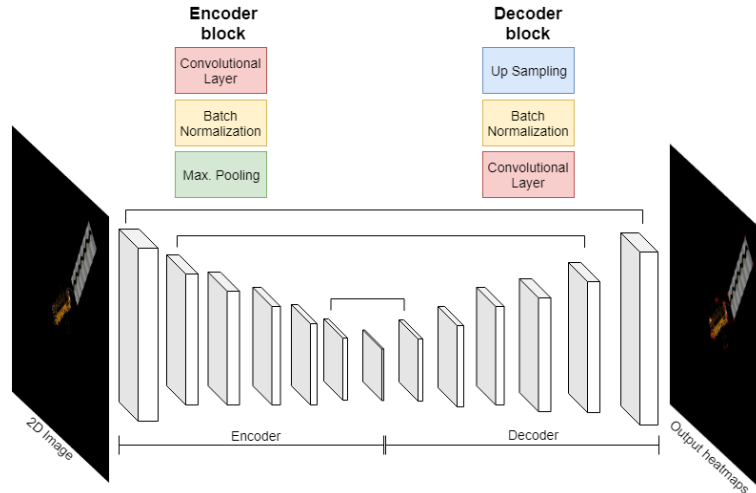 Encoder
block
Decoder
block
Convolutional
Layer
Batch
Normalization
Max. Pooling
Up Sampling
Batch
Normalization
Convolutional
Layer
2D Image
Encoder
Decoder
Output heatmaps